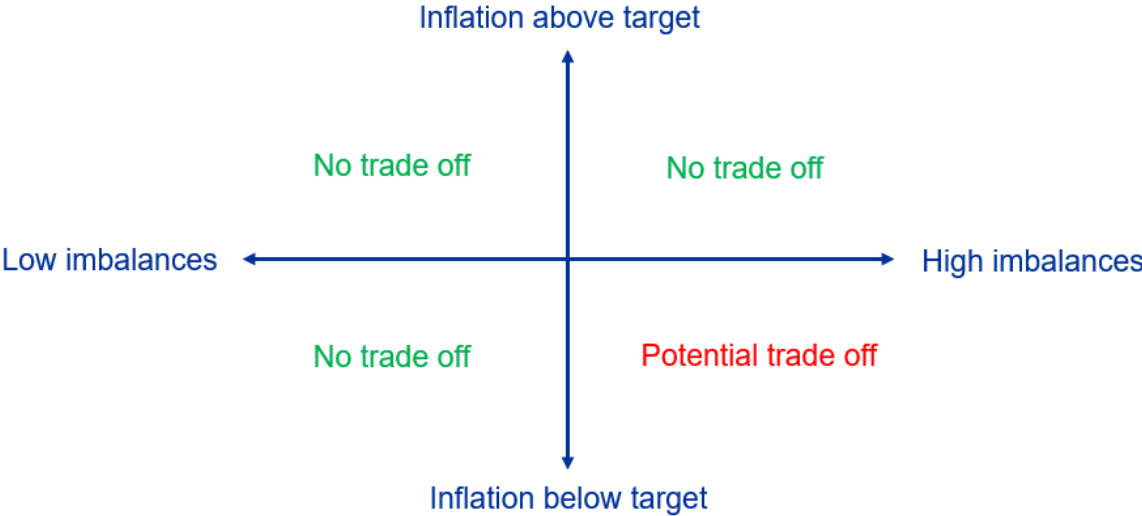 Inflation above target
No trade off
No trade off
Low imbalances
High imbalances
No trade off
Potential trade off
Inflation below target